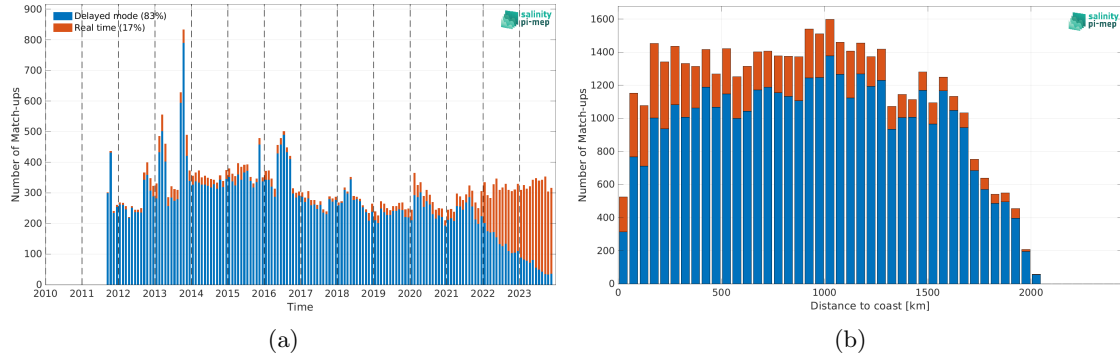 Delayed mode (83%)
Real time (17%)
salinity
pi-mep
Number of Match-ups
900
800
700
600
500
400
300
200
100
0
2010 2011 2012 2013 2014 2015 2016 2017 2018 2019 2020 2021 2022 2023
Time
(a)
salinity
pi-mep
Number of Match-ups
1600
1400
1200
1000
800
600
400
200
0
0 500 1000 1500 2000
Distance to coast [km]
(b)